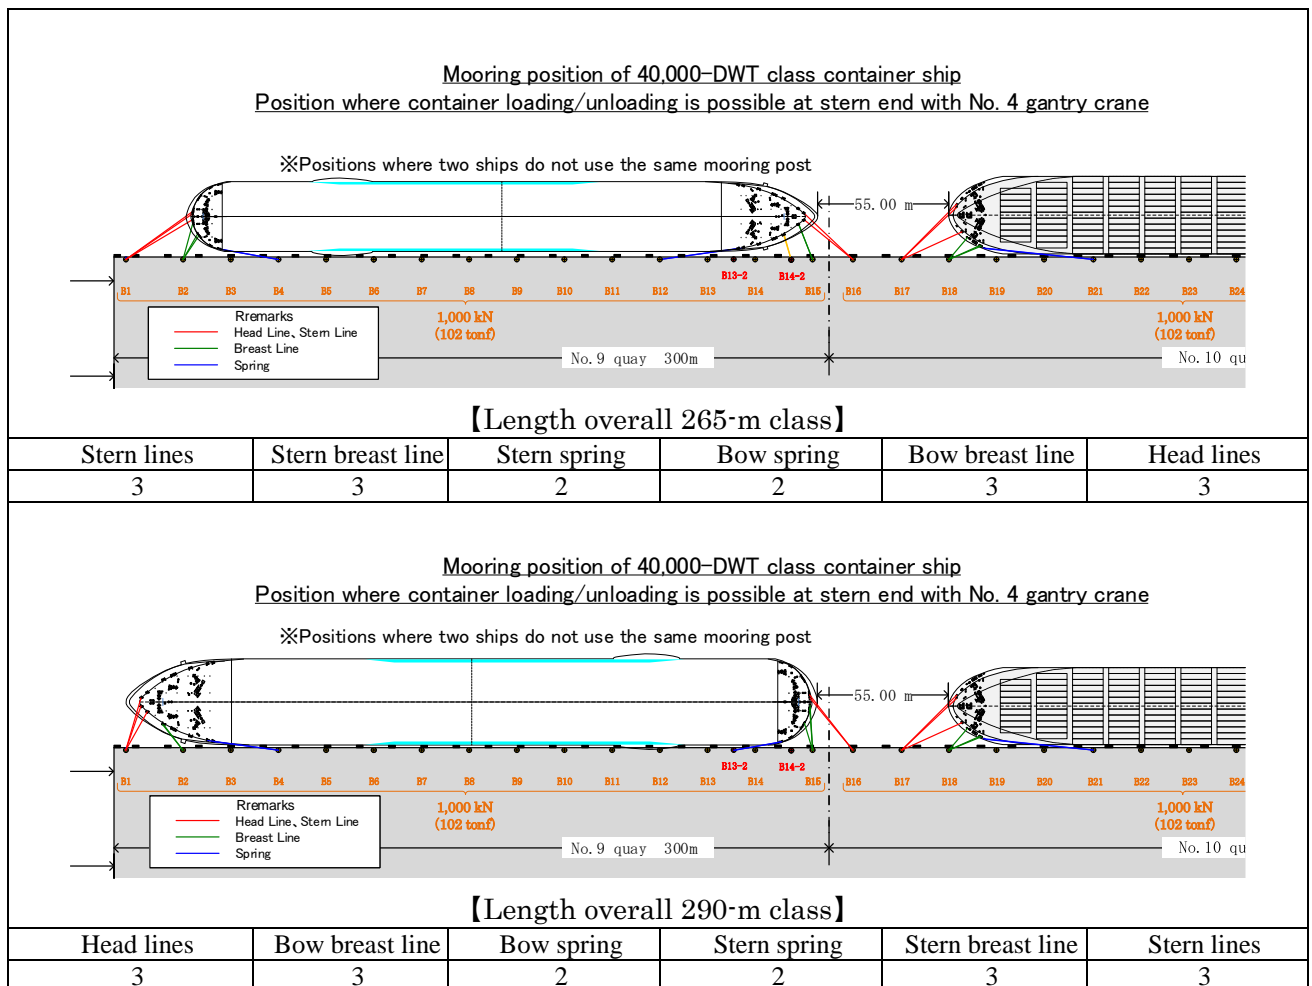 Mooring position of 40,000-DWT class container ship
Position where container loading/unloading is possible at stern end with No. 4 gantry crane
※Positions where two ships do not use the same mooring post
55.00 m
B13-2 B14-2
B1 B2 B3 B4 B5 B6 B7 B8 B9 B10 B11 B12 B13 B14 B15 B16 B17 B18 B19 B20 B21 B22 B23 B24
1,000 kN
(102 tonf)
1,000 kN
(102 tonf)
Rremarks
Head Line、Stern Line
Breast Line
Spring
No.9 quay 300m
No.10 qu
【Length overall 265-m class】
Stern lines Stern breast line Stern spring Bow spring Bow breast line Head lines
3 3 2 2 3 3
Mooring position of 40,000-DWT class container ship
Position where container loading/unloading is possible at stern end with No. 4 gantry crane
※Positions where two ships do not use the same mooring post
55.00 m
B13-2 B14-2
B1 B2 B3 B4 B5 B6 B7 B8 B9 B10 B11 B12 B13 B14 B15 B16 B17 B18 B19 B20 B21 B22 B23 B24
1,000 kN
(102 tonf)
1,000 kN
(102 tonf)
Rremarks
Head Line、Stern Line
Breast Line
Spring
No.9 quay 300m
No.10 qu
【Length overall 290-m class】
Head lines Bow breast line Bow spring Stern spring Stern breast line Stern lines
3 3 2 2 3 3